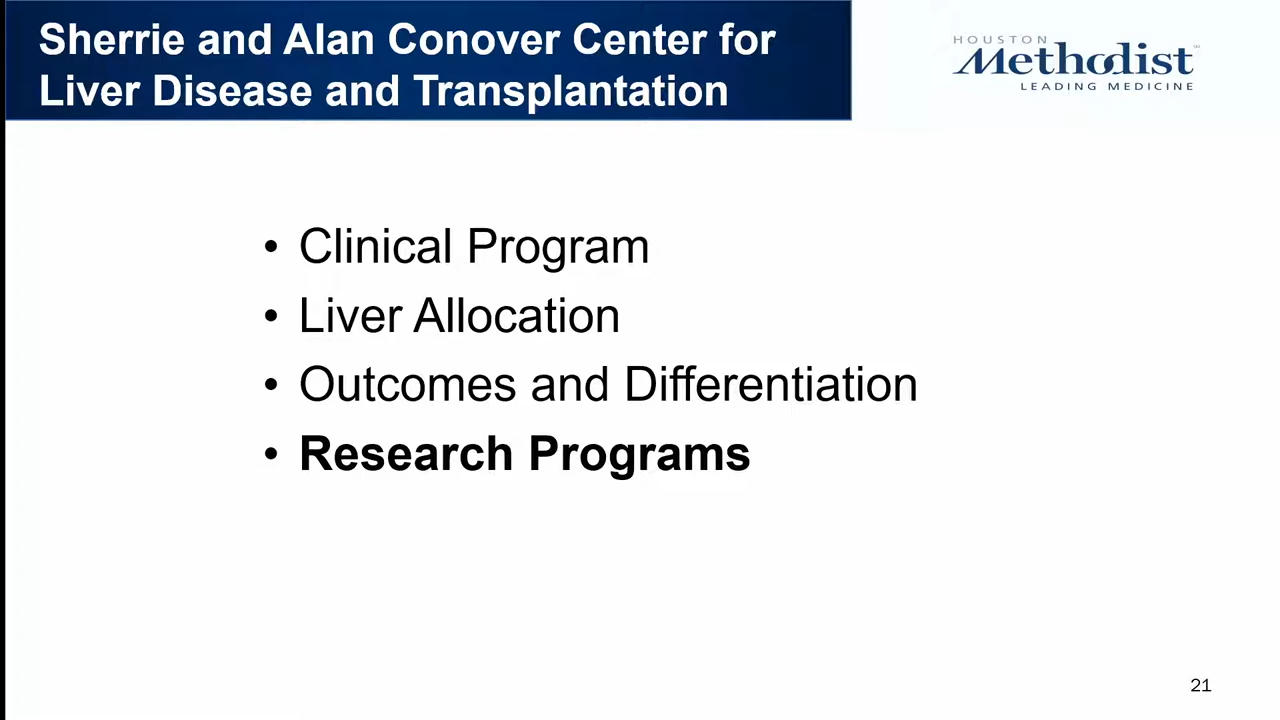 Sherrie and Alan Conover Center for
Liver Disease and Transplantation
HOUSTON
Methodist
LEADING MEDICINE
• Clinical Program
• Liver Allocation
• Outcomes and Differentiation
• Research Programs
21